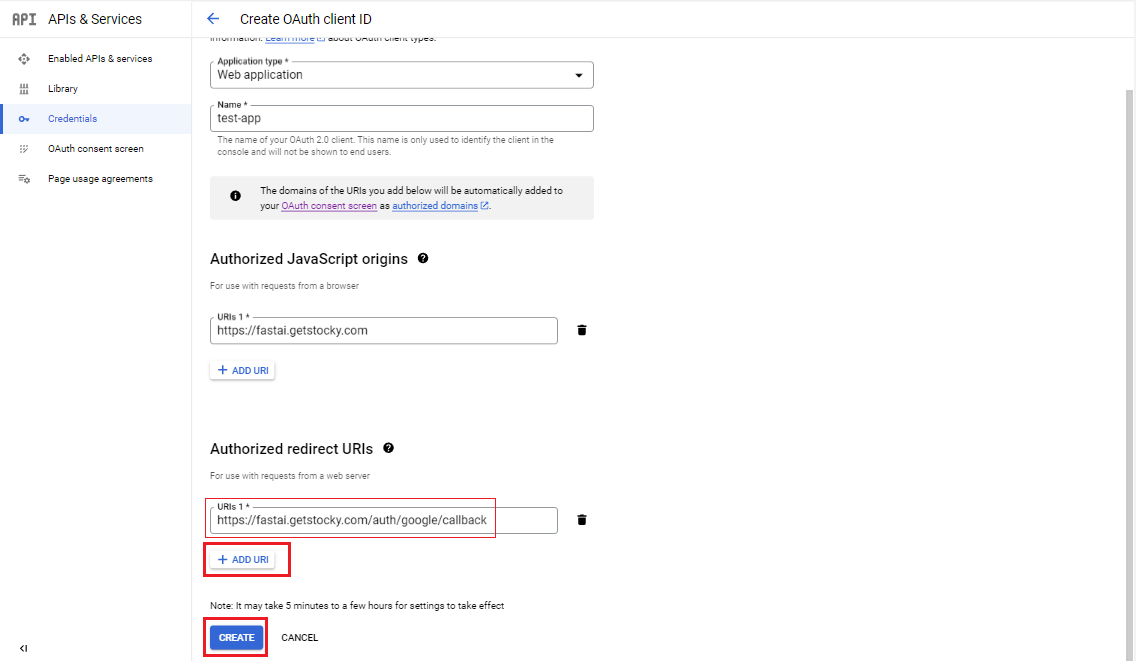 API APIs & Services
Enabled APIs & services
Library
Credentials
OAuth consent screen
Page usage agreements
Create OAuth client ID
information. Learn more about OAuth client types.
Application type *
Web application
Name *
test-app
The name of your OAuth 2.0 client. This name is only used to identify the client in the
console and will not be shown to end users.
The domains of the URIs you add below will be automatically added to
your OAuth consent screen as authorized domains.
Authorized JavaScript origins
For use with requests from a browser
URIs 1 *
https://fastai.getstocky.com
+ ADD URI
Authorized redirect URIs
For use with requests from a web server
URIs 1 *
https://fastai.getstocky.com/auth/google/callback
+ ADD URI
Note: It may take 5 minutes to a few hours for settings to take effect
CREATE CANCEL